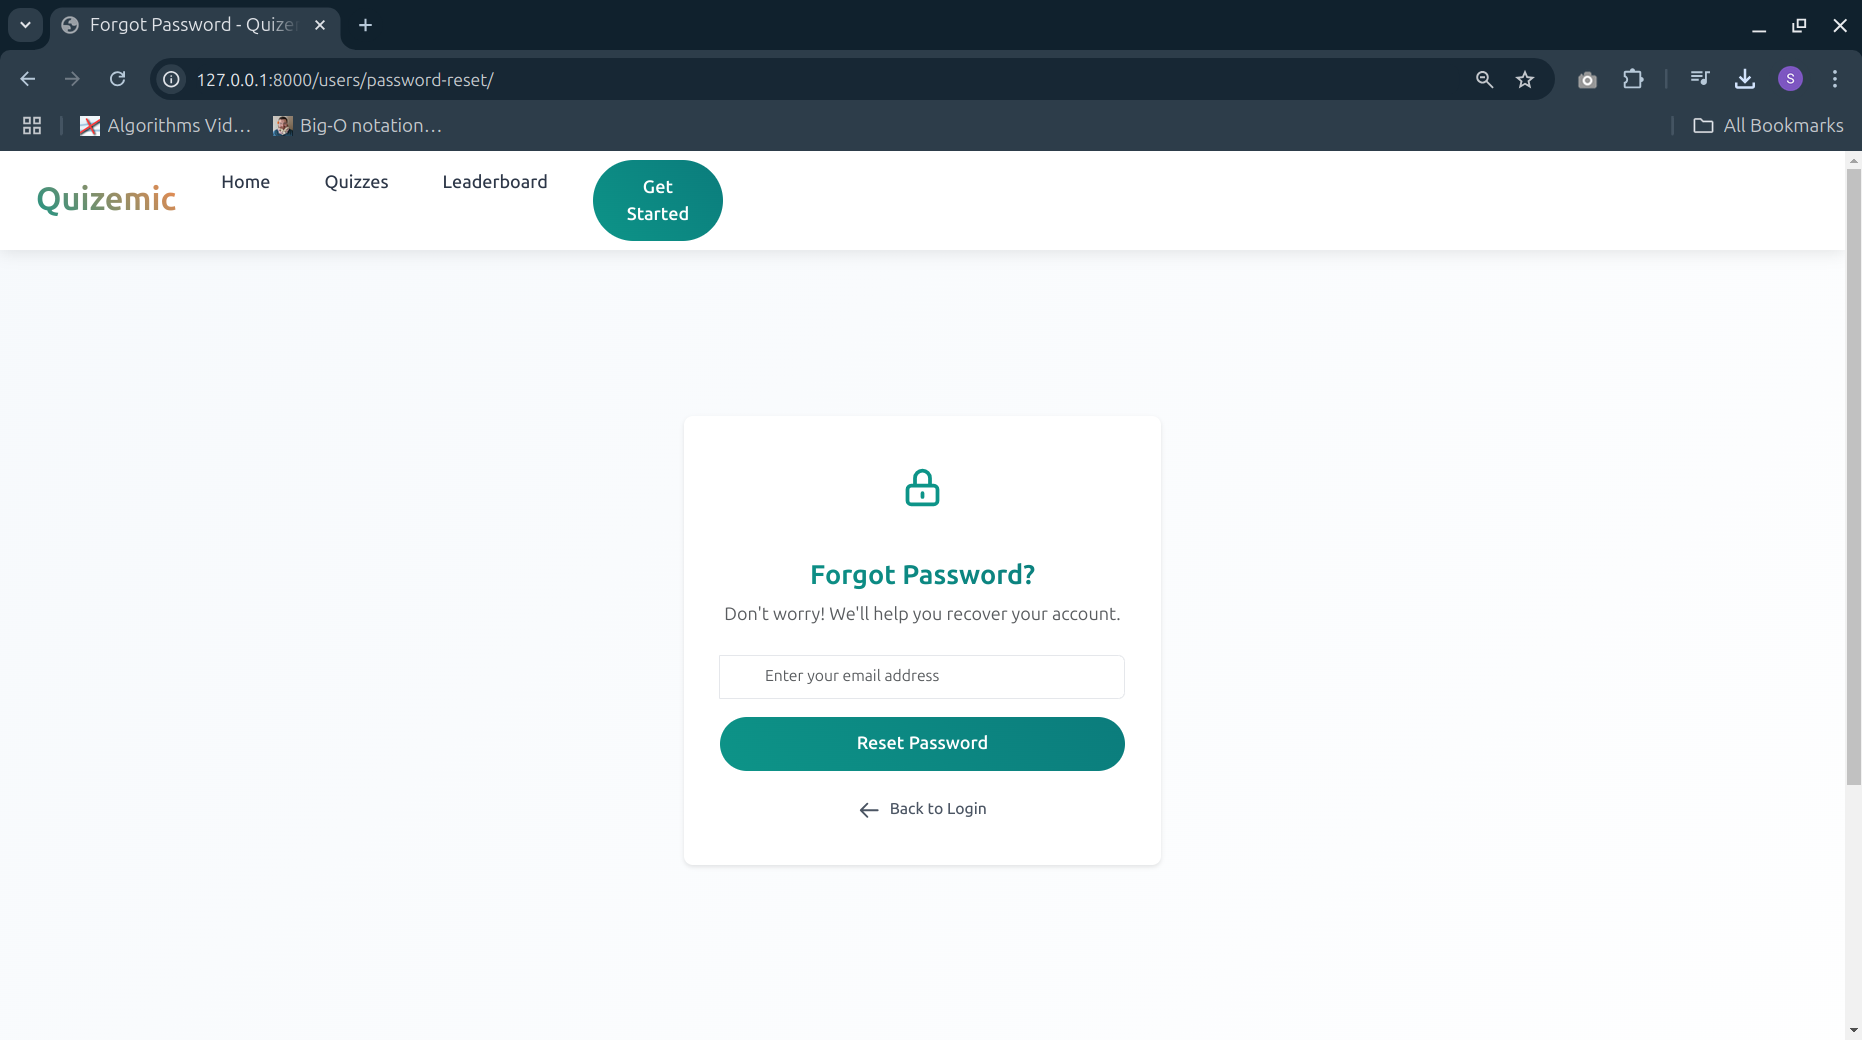 Forgot Password - Quize
127.0.0.1:8000/users/password-reset/
S
Algorithms Vid...
Big-O notation...
All Bookmarks
Quizemic
Home
Quizzes
Leaderboard
Get
Started
Forgot Password?
Don't worry! We'll help you recover your account.
Enter your email address
Reset Password
Back to Login